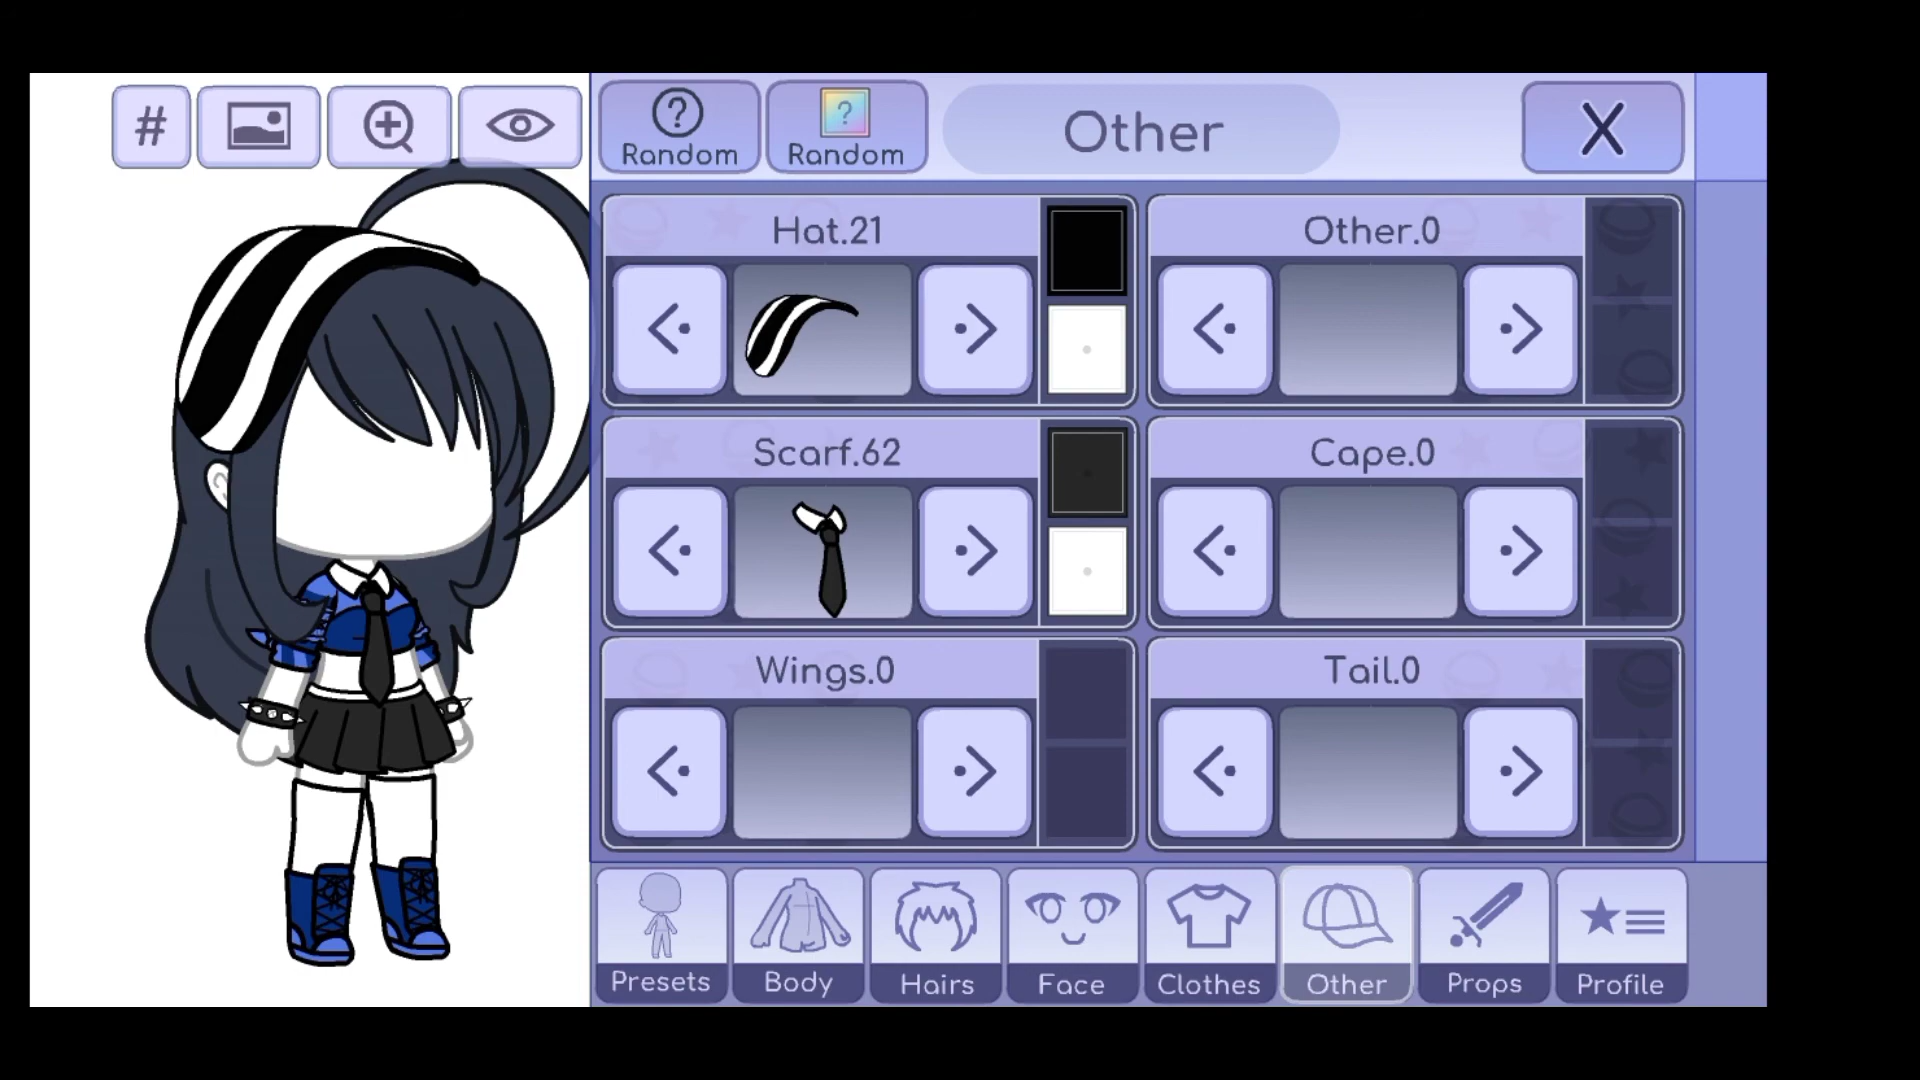 #
?
Random
?
Random
Other
X
Hat.21
Other.0
Scarf.62
Cape.0
Wings.0
Tail.0
Presets
Body
Hairs
Face
Clothes
Other
Props
Profile